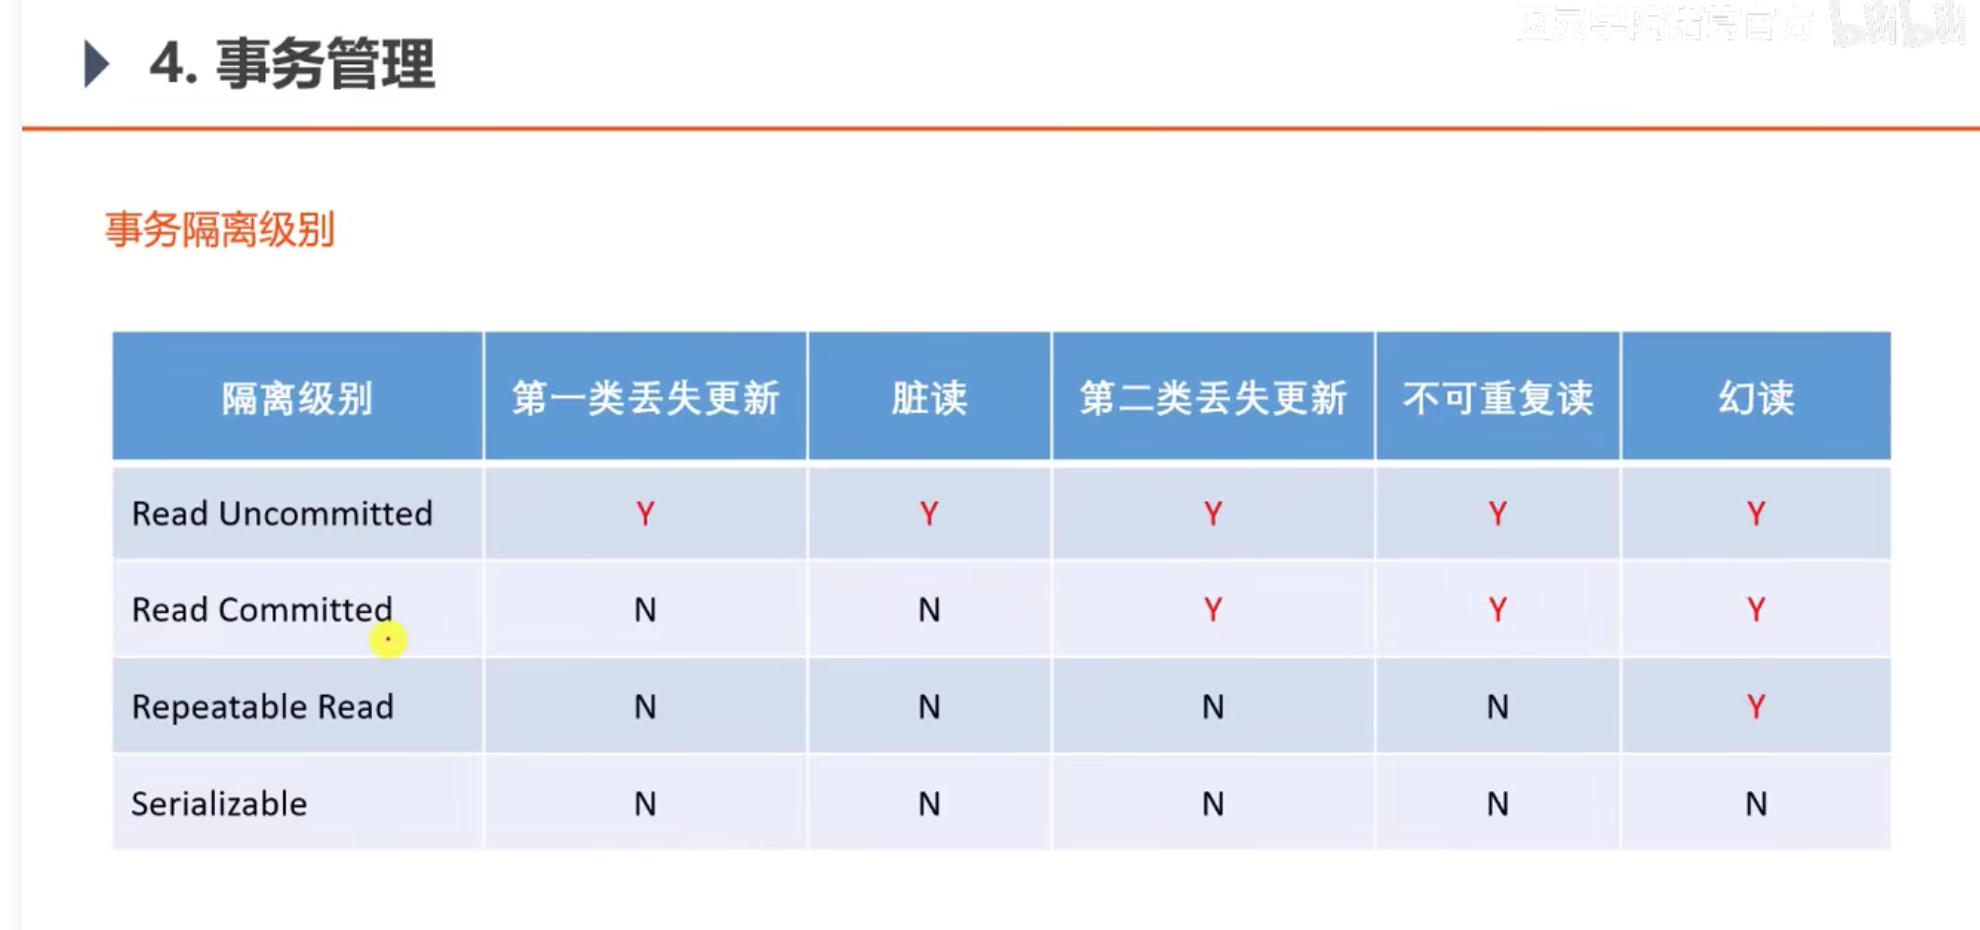 4. 事务管理
bilibili
事务隔离级别
隔离级别 第一类丢失更新 脏读 第二类丢失更新 不可重复读 幻读
Read Uncommitted Y Y Y Y Y
Read Committed N N Y Y Y
Repeatable Read N N N N Y
Serializable N N N N N